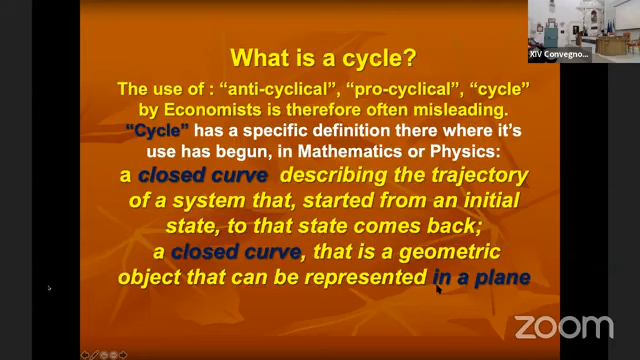 What is a cycle?
The use of : “anti-cyclical”, “pro-cyclical”, “cycle”
by Economists is therefore often misleading.
“Cycle” has a specific definition there where it’s
use has begun, in Mathematics or Physics:
a closed curve describing the trajectory
of a system that, started from an initial
state, to that state comes back;
a closed curve, that is a geometric
object that can be represented in a plane
XIV Convegno...
zoom